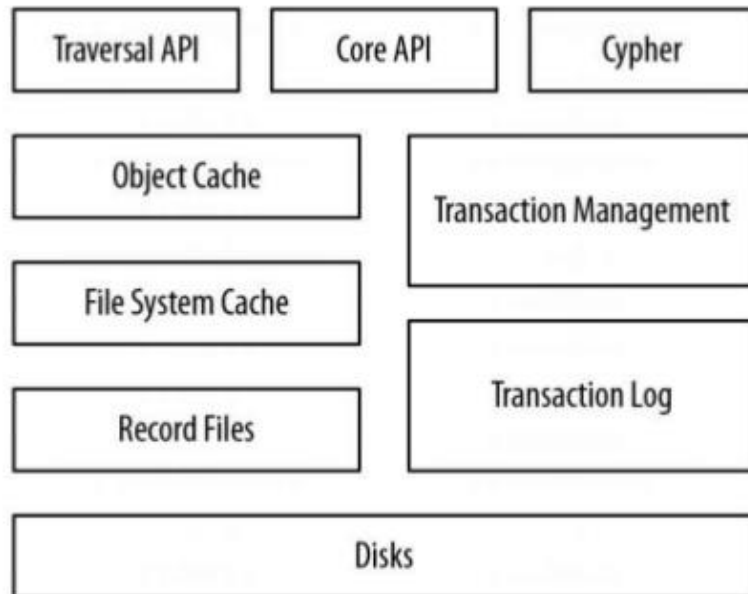 Traversal API
Core API
Cypher
Object Cache
Transaction Management
File System Cache
Transaction Log
Record Files
Disks